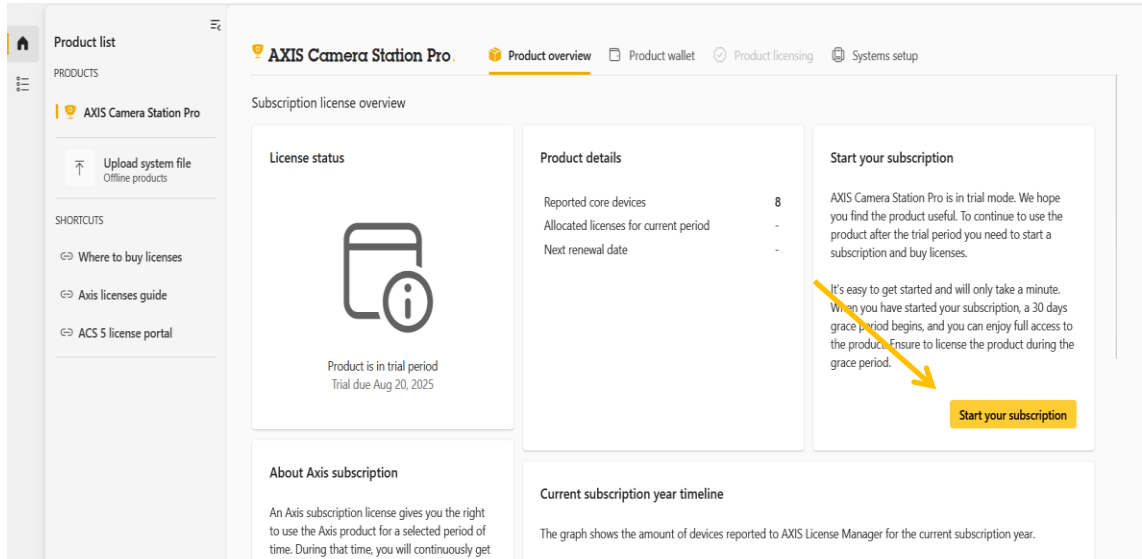 Product list
PRODUCTS
AXIS Camera Station Pro
Upload system file
Offline products
SHORTCUTS
Where to buy licenses
Axis licenses guide
ACS 5 license portal
AXIS Camera Station Pro.
Product overview
Product wallet
Product licensing
Systems setup
Subscription license overview
License status
Product is in trial period
Trial due Aug 20, 2025
Product details
Reported core devices 8
Allocated licenses for current period -
Next renewal date -
Start your subscription
AXIS Camera Station Pro is in trial mode. We hope
you find the product useful. To continue to use the
product after the trial period you need to start a
subscription and buy licenses.
It's easy to get started and will only take a minute.
When you have started your subscription, a 30 days
grace period begins, and you can enjoy full access to
the product. Ensure to license the product during the
grace period.
Start your subscription
About Axis subscription
An Axis subscription license gives you the right
to use the Axis product for a selected period of
time. During that time, you will continuously get
Current subscription year timeline
The graph shows the amount of devices reported to AXIS License Manager for the current subscription year.